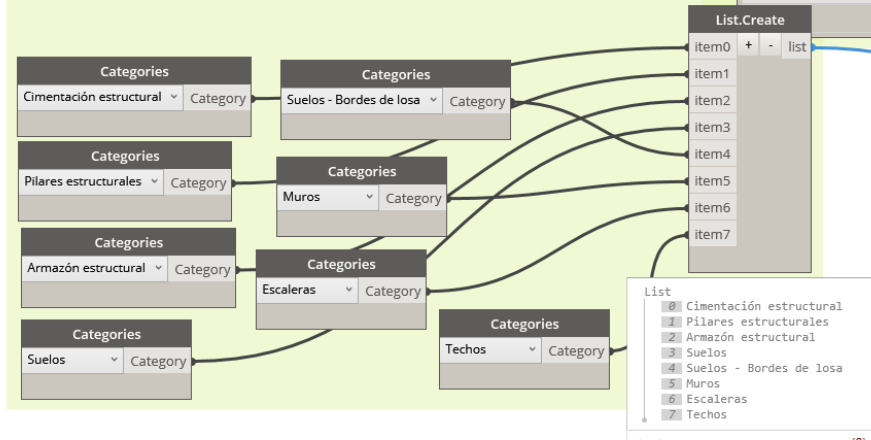 List.Create
item0 + - list
item1
item2
item3
item4
item5
item6
item7
Categories
Cimentación estructural Category
Categories
Suelos - Bordes de losa Category
Categories
Pilares estructurales Category
Categories
Muros Category
Categories
Armazón estructural Category
Categories
Escaleras Category
Categories
Suelos Category
Categories
Techos Category
List
0 Cimentación estructural
1 Pilares estructurales
2 Armazón estructural
3 Suelos
4 Suelos - Bordes de losa
5 Muros
6 Escaleras
7 Techos